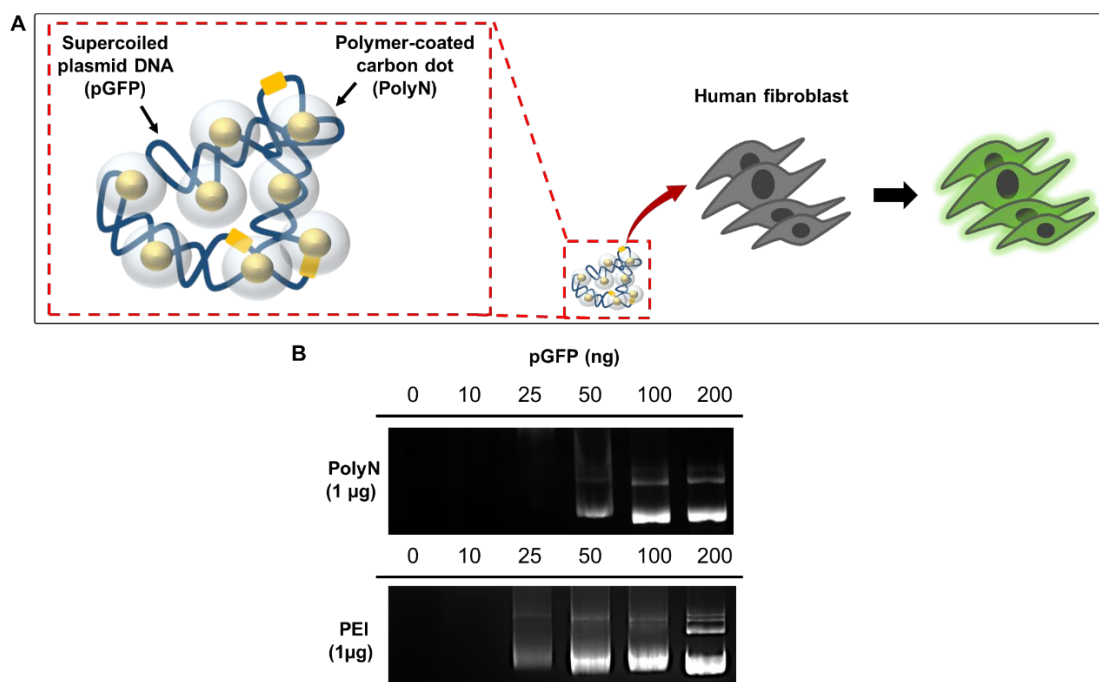 A
Supercoiled
plasmid DNA
(pGFP)
Polymer-coated
carbon dot
(PolyN)
Human fibroblast
B
pGFP (ng)
0 10 25 50 100 200
PolyN
(1 µg)
0 10 25 50 100 200
PEI
(1µg)